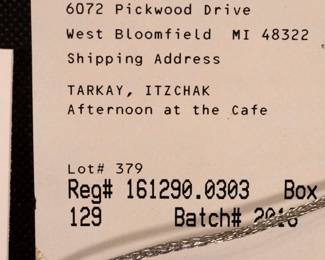 6072 Pickwood Drive
West Bloomfield MI 48322
Shipping Address
TARKAY, ITZCHAK
Afternoon at the Cafe
Lot# 379
Reg# 161290.0303 Box
129 Batch#